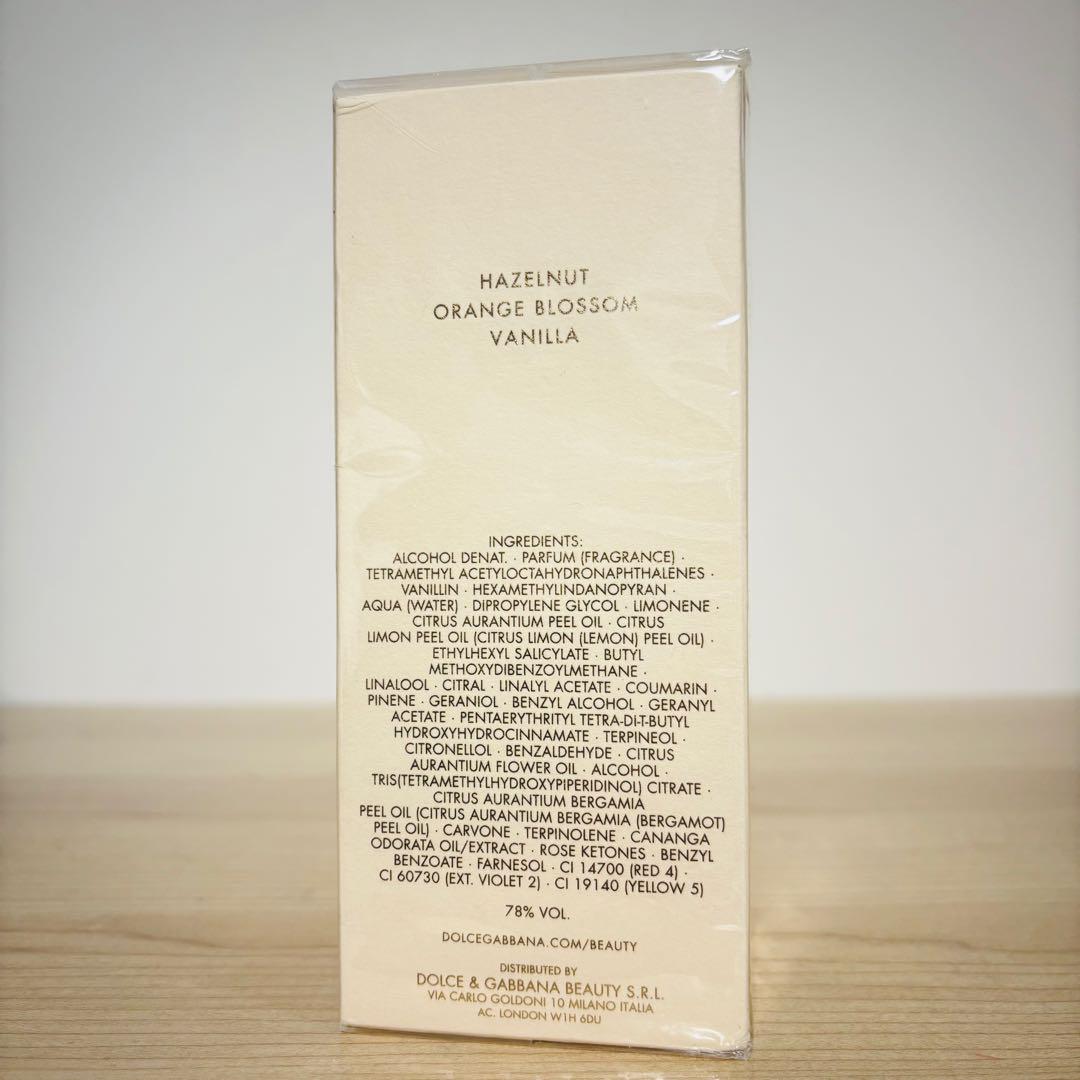 HAZELNUT
ORANGE BLOSSOM
VANILLA
INGREDIENTS:
ALCOHOL DENAT. · PARFUM (FRAGRANCE) ·
TETRAMETHYL ACETYLOCTAHYDRONAPHTHALENES ·
VANILLIN · HEXAMETHYLINDANOPYRAN ·
AQUA (WATER) · DIPROPYLENE GLYCOL · LIMONENE ·
CITRUS AURANTIUM PEEL OIL · CITRUS
LIMON PEEL OIL (CITRUS LIMON (LEMON) PEEL OIL) ·
ETHYLHEXYL SALICYLATE · BUTYL
METHOXYDIBENZOYLMETHANE ·
LINALOOL · CITRAL · LINALYL ACETATE · COUMARIN ·
PINENE · GERANIOL · BENZYL ALCOHOL · GERANYL
ACETATE · PENTAERYTHRITYL TETRA-DI-T-BUTYL
HYDROXYHYDROCINNAMATE · TERPINEOL ·
CITRONELLOL · BENZALDEHYDE · CITRUS
AURANTIUM FLOWER OIL · ALCOHOL ·
TRIS(TETRAMETHYLHYDROXYPIPERIDINOL) CITRATE ·
CITRUS AURANTIUM BERGAMIA
PEEL OIL (CITRUS AURANTIUM BERGAMIA (BERGAMOT)
PEEL OIL) · CARVONE · TERPINOLENE · CANANGA
ODORATA OIL/EXTRACT · ROSE KETONES · BENZYL
BENZOATE · FARNESOL · CI 14700 (RED 4) ·
CI 60730 (EXT. VIOLET 2) · CI 19140 (YELLOW 5)
78% VOL.
DOLCEGABBANA.COM/BEAUTY
DISTRIBUTED BY
DOLCE & GABBANA BEAUTY S.R.L.
VIA CARLO GOLDONI 10 MILANO ITALIA
AC. LONDON W1H 6DU